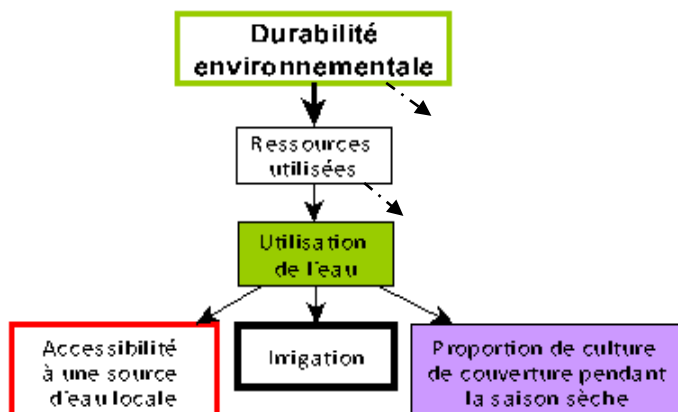 Durabilité
environnementale
Ressources
utilisées
Utilisation
de l'eau
Accessibilité
à une source
d'eau locale
Irrigation
Proportion de culture
de couverture pendant
la saison sèche